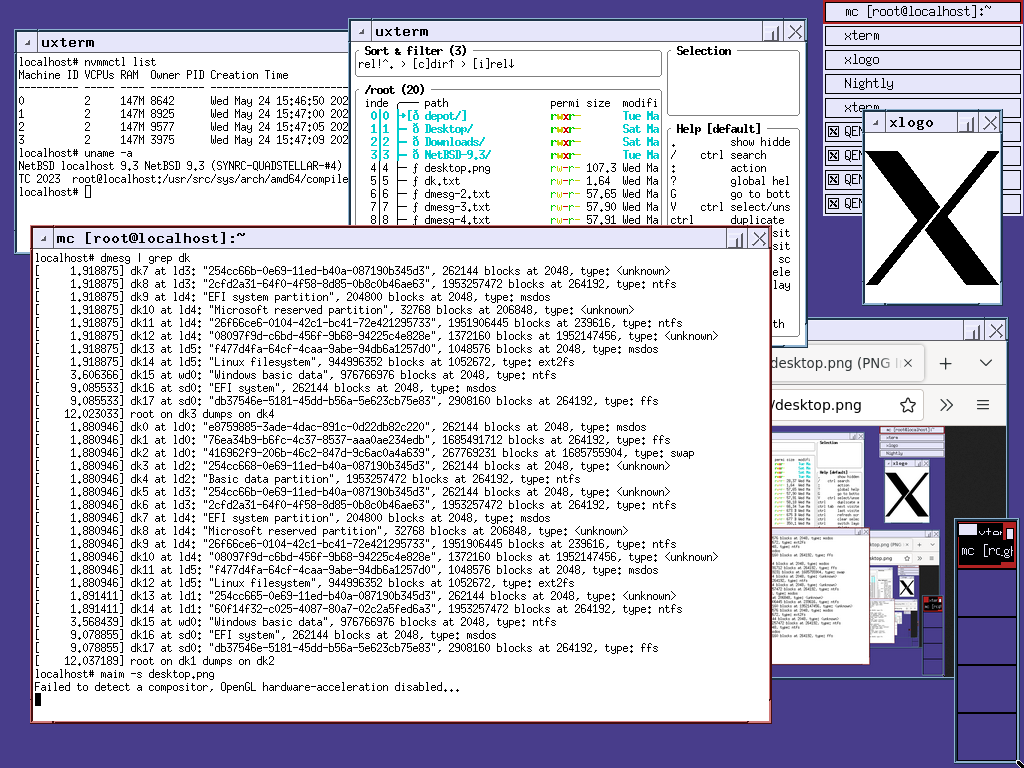 uxterm
localhost# nvmmctl list
Machine ID VCPUs RAM  Owner PID Creation Time
---------- ----- ---- --------- -------------
0          2     147M 8642      Wed May 24 15:46:50 202
1          2     147M 8925      Wed May 24 15:47:00 202
2          2     147M 9577      Wed May 24 15:47:05 202
3          2     147M 3975      Wed May 24 15:47:09 202
localhost# uname -a
NetBSD localhost 9.3 NetBSD 9.3 (SYNRC-QUADSTELLAR-#4)
TC 2023  root@localhost:/usr/src/sys/arch/amd64/compile
localhost#
uxterm
Sort & filter (3)
rel!^. › [c]dir↑ › [i]rel↓
Selection
/root (20)
inde path permi size modifi
0 0 [ð depot/] rwxr- Tue Ma
1 1 ð Desktop/ rwxr- Sat Ma
2 2 ð Downloads/ rwxr- Sat Ma
3 3 ð NetBSD-9.3/ rwxr- Tue Ma
4 4 ƒ desktop.png rw-r- 107.3 Wed Ma
5 5 ƒ dk.txt rw-r- 1.64 Wed Ma
6 6 ƒ dmesg-2.txt rw-r- 57.65 Wed Ma
7 7 ƒ dmesg-3.txt rw-r- 57.90 Wed Ma
8 8 ƒ dmesg-4.txt rw-r- 57.91 Wed Ma
Help [default]
. show hidde
/ ctrl search
: action
? global hel
G go to bott
V ctrl select/uns
ctrl duplicate
sit
sit
sc
ele
lay
th
mc [root@localhost]:~
xterm
xlogo
Nightly
xterm
QEM
QEM
QEM
QEM
xlogo
mc [root@localhost]:~
localhost# dmesg | grep dk
[     1.918875] dk7 at ld3: "254cc66b-0e69-11ed-b40a-087190b345d3", 262144 blocks at 2048, type: <unknown>
[     1.918875] dk8 at ld3: "2cfd2a31-64f0-4f58-8d85-0b8c0b46ae63", 1953257472 blocks at 264192, type: ntfs
[     1.918875] dk9 at ld4: "EFI system partition", 204800 blocks at 2048, type: msdos
[     1.918875] dk10 at ld4: "Microsoft reserved partition", 32768 blocks at 206848, type: <unknown>
[     1.918875] dk11 at ld4: "26f66ce6-0104-42c1-bc41-72e421295733", 1951906445 blocks at 239616, type: ntfs
[     1.918875] dk12 at ld4: "08097f9d-c6bd-456f-9b68-94225c4e828e", 1372160 blocks at 1952147456, type: <unknown>
[     1.918875] dk13 at ld5: "f477d4fa-64cf-4caa-9abe-94db6a1257d0", 1048576 blocks at 2048, type: msdos
[     1.918875] dk14 at ld5: "Linux filesystem", 944996352 blocks at 1052672, type: ext2fs
[     3.606366] dk15 at wd0: "Windows basic data", 976766976 blocks at 2048, type: ntfs
[     9.085533] dk16 at sd0: "EFI system", 262144 blocks at 2048, type: msdos
[     9.085533] dk17 at sd0: "db37546e-5181-45dd-b56a-5e623cb75e83", 2908160 blocks at 264192, type: ffs
[    12.023033] root on dk3 dumps on dk4
[     1.880946] dk0 at ld0: "e8759885-3ade-4dac-891c-0d22db82c220", 262144 blocks at 2048, type: msdos
[     1.880946] dk1 at ld0: "76ea34b9-b6fc-4c37-8537-aaa0ae234edb", 1685491712 blocks at 264192, type: ffs
[     1.880946] dk2 at ld0: "416962f9-206b-46c2-847d-9c6ac0a4a639", 267769231 blocks at 1685755904, type: swap
[     1.880946] dk3 at ld2: "254cc668-0e69-11ed-b40a-087190b345d3", 262144 blocks at 2048, type: <unknown>
[     1.880946] dk4 at ld2: "Basic data partition", 1953257472 blocks at 264192, type: ntfs
[     1.880946] dk5 at ld3: "254cc66b-0e69-11ed-b40a-087190b345d3", 262144 blocks at 2048, type: <unknown>
[     1.880946] dk6 at ld3: "2cfd2a31-64f0-4f58-8d85-0b8c0b46ae63", 1953257472 blocks at 264192, type: ntfs
[     1.880946] dk7 at ld4: "EFI system partition", 204800 blocks at 2048, type: msdos
[     1.880946] dk8 at ld4: "Microsoft reserved partition", 32768 blocks at 206848, type: <unknown>
[     1.880946] dk9 at ld4: "26f66ce6-0104-42c1-bc41-72e421295733", 1951906445 blocks at 239616, type: ntfs
[     1.880946] dk10 at ld4: "08097f9d-c6bd-456f-9b68-94225c4e828e", 1372160 blocks at 1952147456, type: <unknown>
[     1.880946] dk11 at ld5: "f477d4fa-64cf-4caa-9abe-94db6a1257d0", 1048576 blocks at 2048, type: msdos
[     1.880946] dk12 at ld5: "Linux filesystem", 944996352 blocks at 1052672, type: ext2fs
[     1.891411] dk13 at ld1: "254cc665-0e69-11ed-b40a-087190b345d3", 262144 blocks at 2048, type: <unknown>
[     1.891411] dk14 at ld1: "60f14f32-c025-4087-80a7-02c2a5fed6a3", 1953257472 blocks at 264192, type: ntfs
[     3.568439] dk15 at wd0: "Windows basic data", 976766976 blocks at 2048, type: ntfs
[     9.078855] dk16 at sd0: "EFI system", 262144 blocks at 2048, type: msdos
[     9.078855] dk17 at sd0: "db37546e-5181-45dd-b56a-5e623cb75e83", 2908160 blocks at 264192, type: ffs
[    12.037189] root on dk1 dumps on dk2
localhost# maim -s desktop.png
Failed to detect a compositor, OpenGL hardware-acceleration disabled...
desktop.png (PNG I
/desktop.png
xlogo
mc [rc